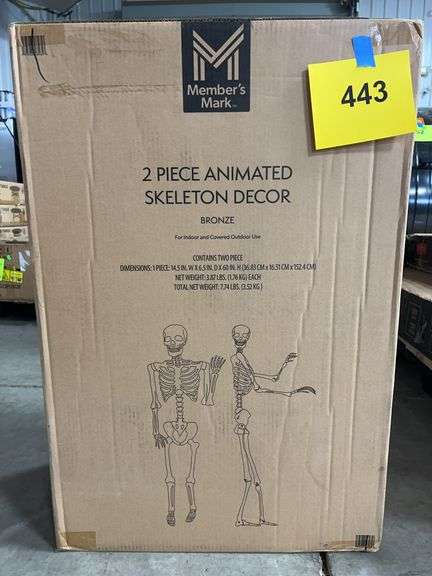 Member's
Mark
443
2 PIECE ANIMATED
SKELETON DECOR
BRONZE
For Indoor and Covered Outdoor Use
CONTAINS TWO PIECE
DIMENSIONS: 1 PIECE: 14.5 IN. W X 6.5 IN. D X 60 IN. H (36.83 CM x 16.51 CM x 152.4 CM)
NET WEIGHT: 3.87 LBS. (1.76 KG) EACH
TOTAL NET WEIGHT: 7.74 LBS. (3.52 KG )